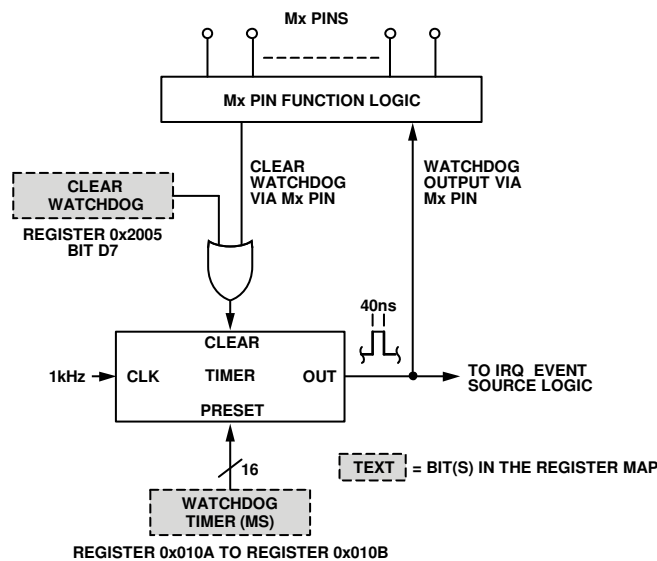 Mx PINS
Mx PIN FUNCTION LOGIC
CLEAR
WATCHDOG
VIA Mx PIN
WATCHDOG
OUTPUT VIA
Mx PIN
CLEAR
WATCHDOG
REGISTER 0x2005
BIT D7
40ns
CLEAR
1kHz
CLK
TIMER
OUT
PRESET
TO IRQ EVENT
SOURCE LOGIC
16
TEXT = BIT(S) IN THE REGISTER MAP
WATCHDOG
TIMER (MS)
REGISTER 0x010A TO REGISTER 0x010B